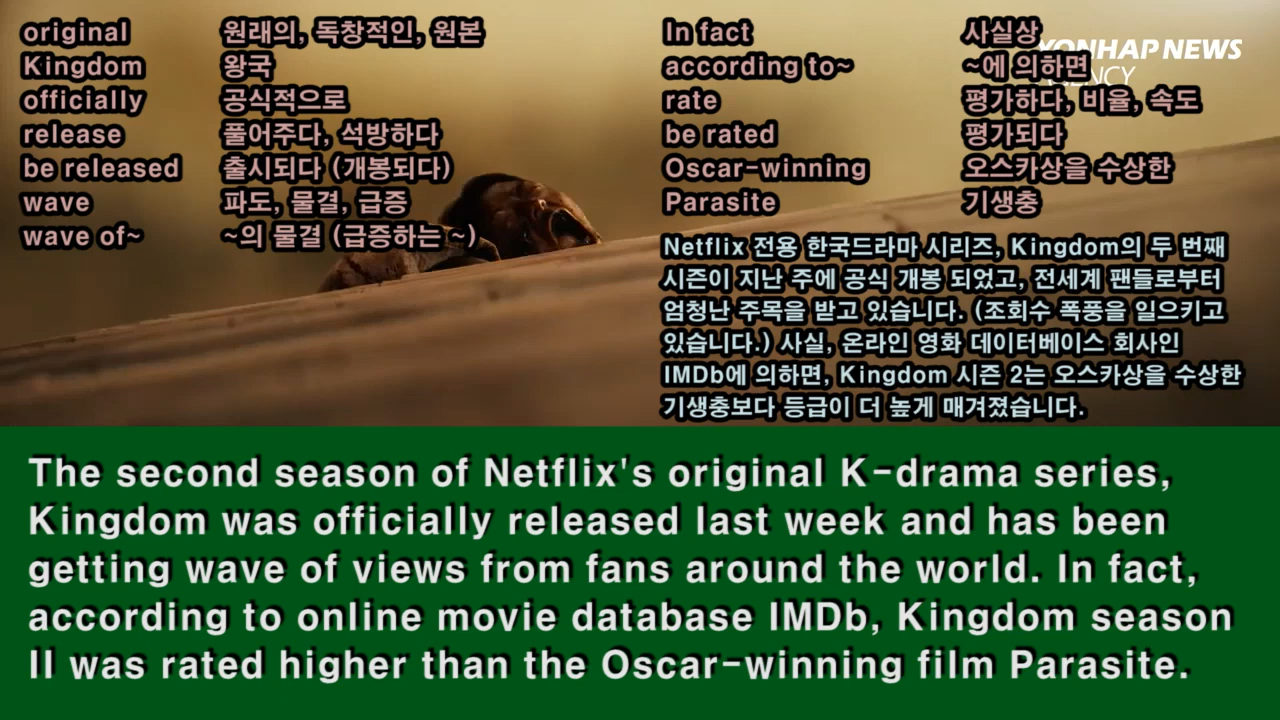 original 원래의, 독창적인, 원본
Kingdom 왕국
officially 공식적으로
release 풀어주다, 석방하다
be released 출시되다 (개봉되다)
wave 파도, 물결, 급증
wave of~ ~의 물결 (급증하는 ~)
In fact 사실상
according to~ ~에 의하면
rate 평가하다, 비율, 속도
be rated 평가되다
Oscar-winning 오스카상을 수상한
Parasite 기생충
YONHAP NEWS
AGENCY
Netflix 전용 한국드라마 시리즈, Kingdom의 두 번째
시즌이 지난 주에 공식 개봉 되었고, 전세계 팬들로부터
엄청난 주목을 받고 있습니다. (조회수 폭풍을 일으키고
있습니다.) 사실, 온라인 영화 데이터베이스 회사인
IMDb에 의하면, Kingdom 시즌 2는 오스카상을 수상한
기생충보다 등급이 더 높게 매겨졌습니다.
The second season of Netflix's original K-drama series,
Kingdom was officially released last week and has been
getting wave of views from fans around the world. In fact,
according to online movie database IMDb, Kingdom season
II was rated higher than the Oscar-winning film Parasite.